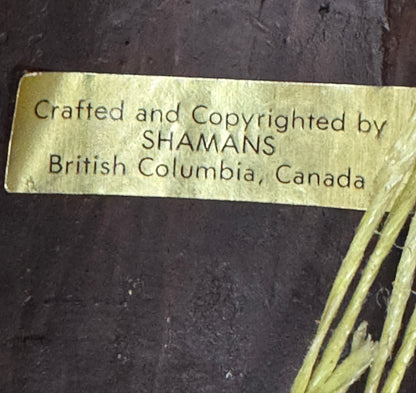 Crafted and Copyrighted by
SHAMANS
British Columbia, Canada